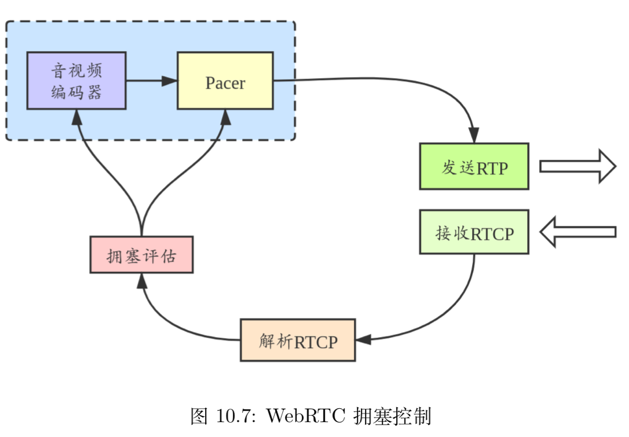 音视频
编码器
Pacer
发送RTP
接收RTCP
拥塞评估
解析RTCP
图 10.7: WebRTC 拥塞控制